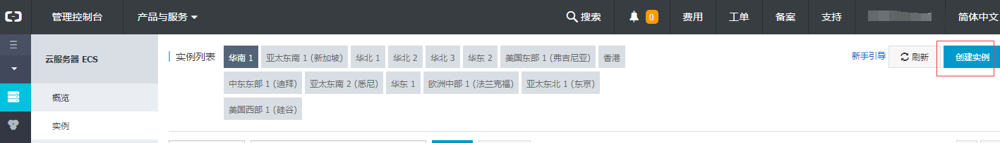 管理控制台 产品与服务 搜索 0 费用 工单 备案 支持 简体中文
云服务器 ECS
概览
实例
实例列表 华南 1 亚太东南 1 (新加坡) 华北 1 华北 2 华北 3 华东 2 美国东部 1 (弗吉尼亚) 香港
中东东部 1 (迪拜) 亚太东南 2 (悉尼) 华东 1 欧洲中部 1 (法兰克福) 亚太东北 1 (东京)
美国西部 1 (硅谷)
新手引导 刷新 创建实例